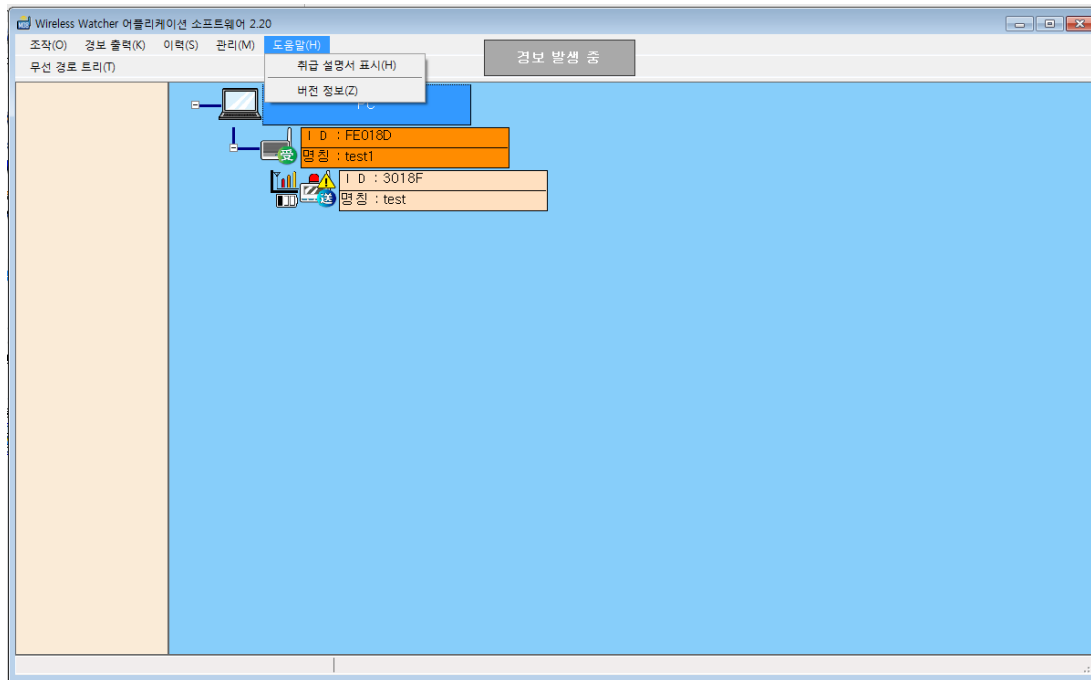 Wireless Watcher 어플리케이션 소프트웨어 2.20
조작(O) 경보 출력(K) 이력(S) 관리(M) 도움말(H)
경보 발생 중
무선 경로 트리(T)
취급 설명서 표시(H)
버전 정보(Z)
PC
ＩＤ：FE018D
명칭：test1
受
ＩＤ：3018F
명칭：test
送